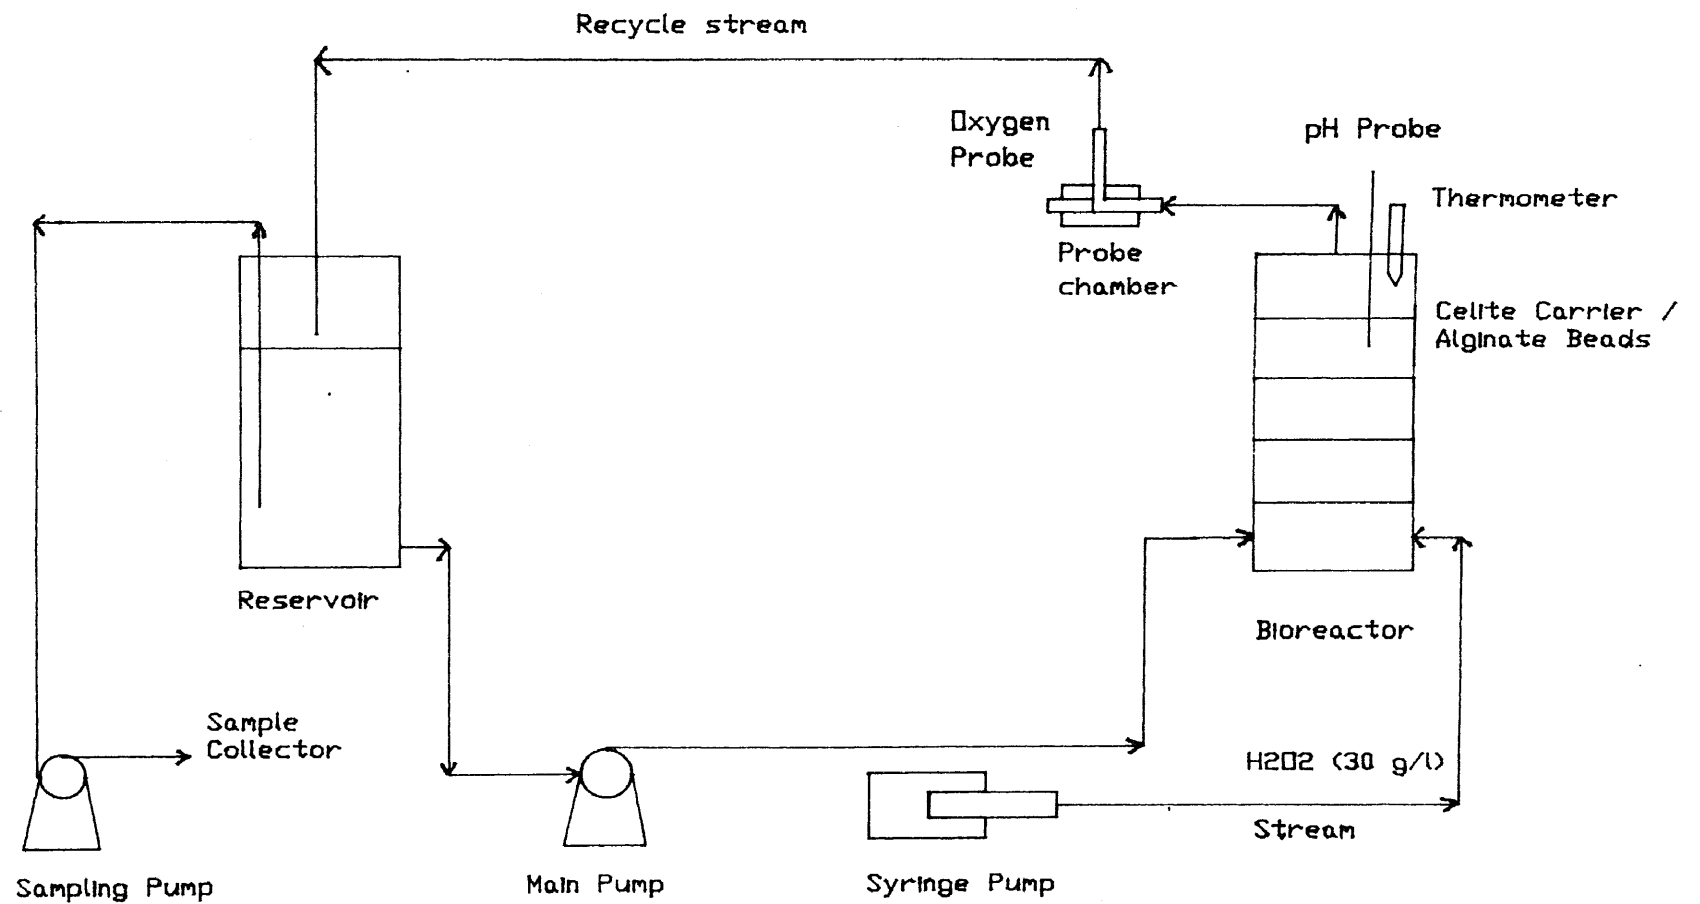 Recycle stream
Oxygen
Probe
pH Probe
Thermometer
Probe
chamber
Celite Carrier /
Alginate Beads
Reservoir
Bioreactor
Sample
Collector
H2O2 (30 g/l)
Stream
Sampling Pump
Main Pump
Syringe Pump